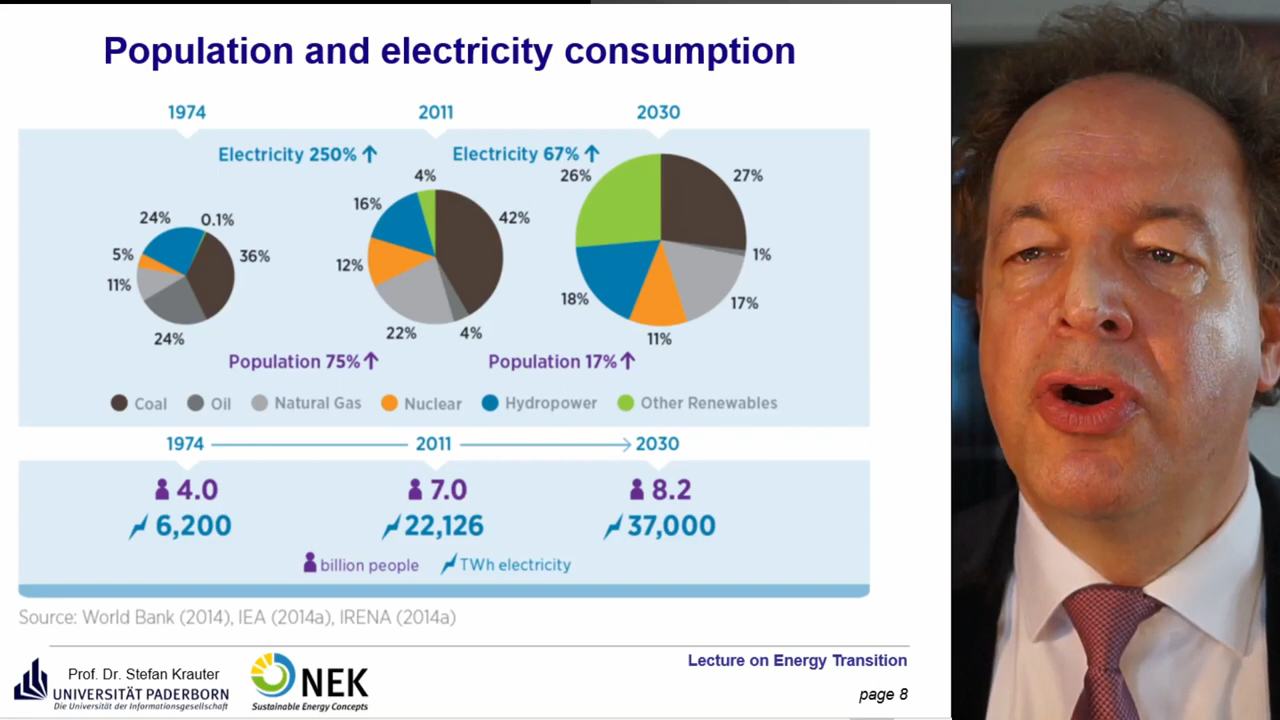 Population and electricity consumption
1974 2011 2030
Electricity 250% ↑ Electricity 67% ↑
24% 0.1% 36% 24% 11% 5%
4% 42% 4% 22% 12% 16%
26% 27% 1% 17% 11% 18%
Population 75% ↑ Population 17% ↑
Coal Oil Natural Gas Nuclear Hydropower Other Renewables
1974 2011 2030
4.0 7.0 8.2
6,200 22,126 37,000
billion people TWh electricity
Source: World Bank (2014), IEA (2014a), IRENA (2014a)
Prof. Dr. Stefan Krauter
UNIVERSITÄT PADERBORN
Die Universität der Informationsgesellschaft
NEK
Sustainable Energy Concepts
Lecture on Energy Transition
page 8